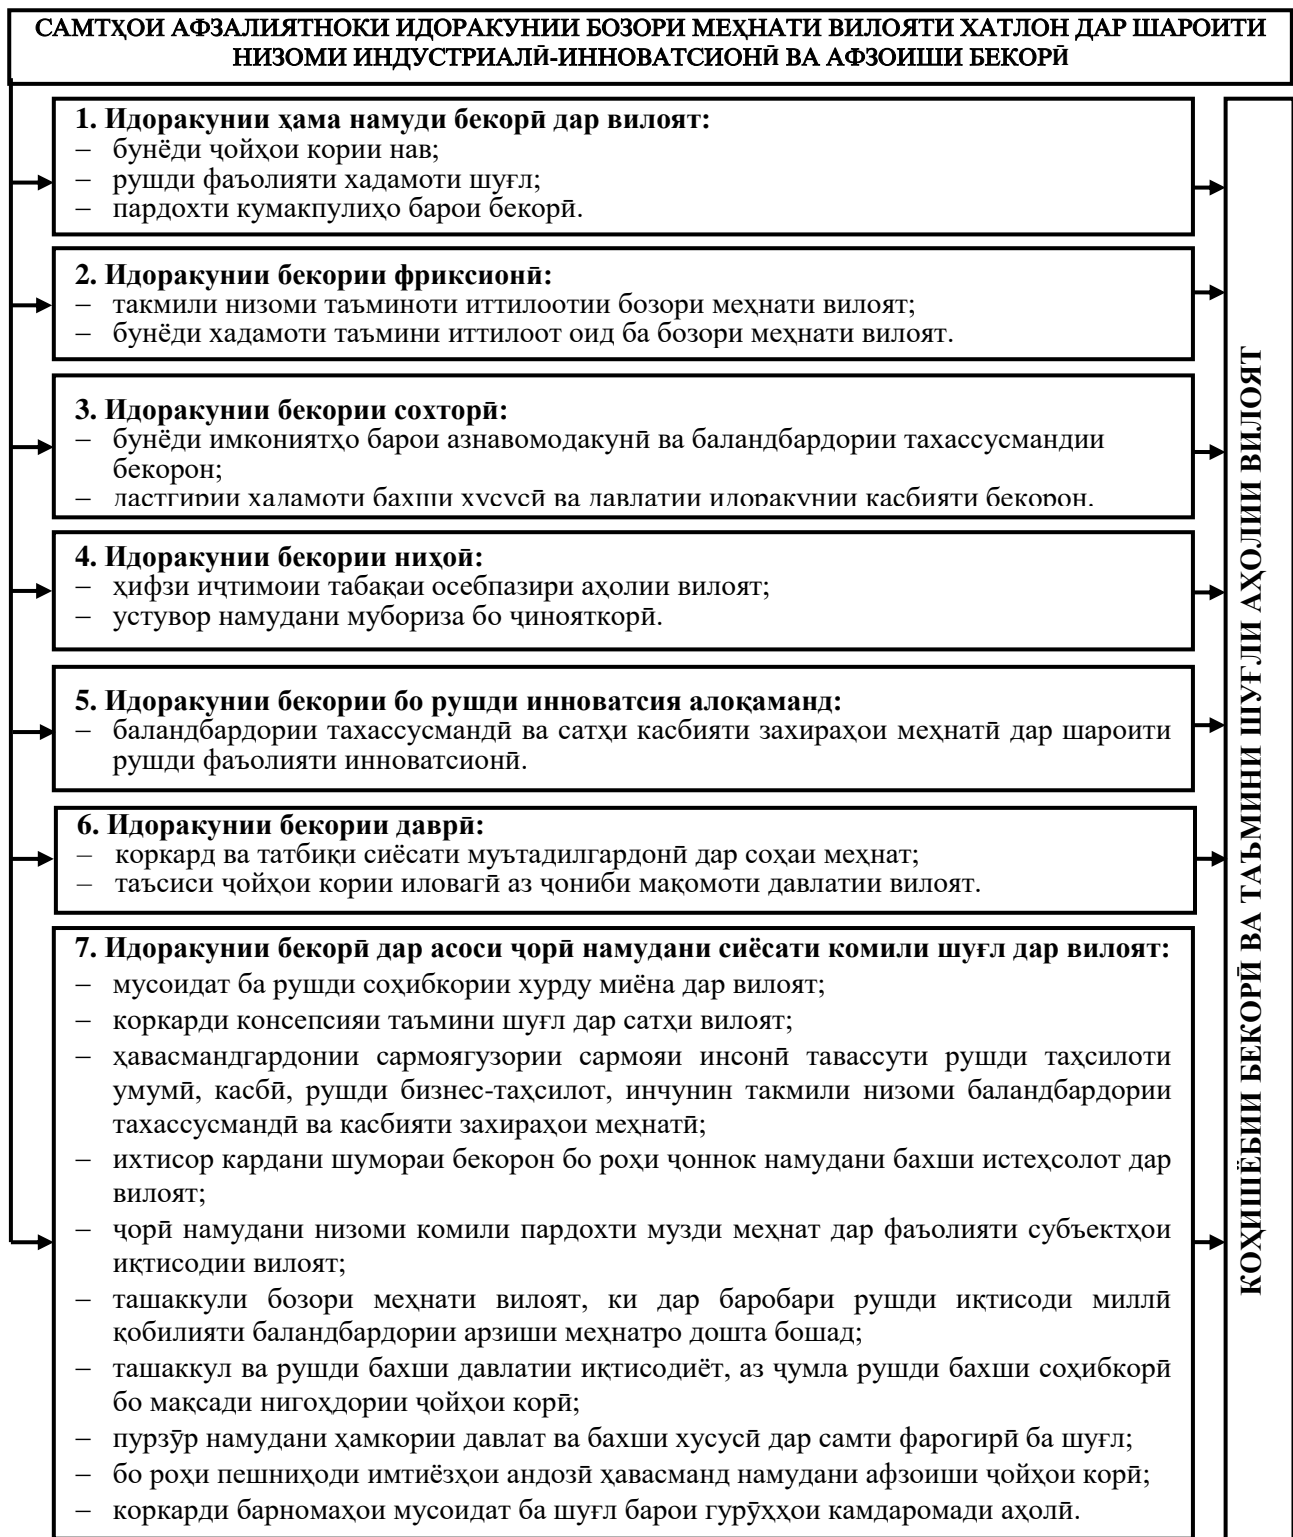 САМТҲОИ АФЗАЛИЯТНОКИ ИДОРАКУНИИ БОЗОРИ МЕҲНАТИ ВИЛОЯТИ ХАТЛОН ДАР ШАРОИТИ
НИЗОМИ ИНДУСТРИАЛӢ-ИННОВАТСИОНӢ ВА АФЗОИШИ БЕКОРӢ
1. Идоракунии ҳама намуди бекорӣ дар вилоят:
– бунёди ҷойҳои кории нав;
– рушди фаъолияти хадамоти шуғл;
– пардохти кумакпулиҳо барои бекорӣ.
2. Идоракунии бекории фриксионӣ:
– такмили низоми таъминоти иттилоотии бозори меҳнати вилоят;
– бунёди хадамоти таъмини иттилоот оид ба бозори меҳнати вилоят.
3. Идоракунии бекории сохторӣ:
– бунёди имкониятҳо барои азнавомодакунӣ ва баландбардории тахассусмандии
бекорон;
– дастгирии хадамоти бахши хусусӣ ва давлатии идоракунии касбияти бекорон.
4. Идоракунии бекории ниҳоӣ:
– ҳифзи иҷтимоии табақаи осебпазири аҳолии вилоят;
– устувор намудани мубориза бо ҷинояткорӣ.
5. Идоракунии бекории бо рушди инноватсия алоқаманд:
– баландбардории тахассусмандӣ ва сатҳи касбияти захираҳои меҳнатӣ дар шароити
рушди фаъолияти инноватсионӣ.
6. Идоракунии бекории даврӣ:
– коркард ва татбиқи сиёсати муътадилгардонӣ дар соҳаи меҳнат;
– таъсиси ҷойҳои кории иловагӣ аз ҷониби мақомоти давлатии вилоят.
7. Идоракунии бекорӣ дар асоси ҷорӣ намудани сиёсати комили шуғл дар вилоят:
– мусоидат ба рушди соҳибкории хурду миёна дар вилоят;
– коркарди консепсияи таъмини шуғл дар сатҳи вилоят;
– ҳавасмандгардонии сармоягузории сармояи инсонӣ тавассути рушди таҳсилоти
умумӣ, касбӣ, рушди бизнес-таҳсилот, инчунин такмили низоми баландбардории
тахассусмандӣ ва касбияти захираҳои меҳнатӣ;
– ихтисор кардани шумораи бекорон бо роҳи ҷоннок намудани бахши истеҳсолот дар
вилоят;
– ҷорӣ намудани низоми комили пардохти музди меҳнат дар фаъолияти субъектҳои
иқтисодии вилоят;
– ташаккули бозори меҳнати вилоят, ки дар баробари рушди иқтисоди миллӣ
қобилияти баландбардории арзиши меҳнатро дошта бошад;
– ташаккул ва рушди бахши давлатии иқтисодиёт, аз ҷумла рушди бахши соҳибкорӣ
бо мақсади нигоҳдории ҷойҳои корӣ;
– пурзӯр намудани ҳамкории давлат ва бахши хусусӣ дар самти фарогирӣ ба шуғл;
– бо роҳи пешниҳоди имтиёзҳои андозӣ ҳавасманд намудани афзоиши ҷойҳои корӣ;
– коркарди барномаҳои мусоидат ба шуғл барои гурӯҳҳои камдаромади аҳолӣ.
КОҲИШЁБИИ БЕКОРӢ ВА ТАЪМИНИ ШУҒЛИ АҲОЛИИ ВИЛОЯТ